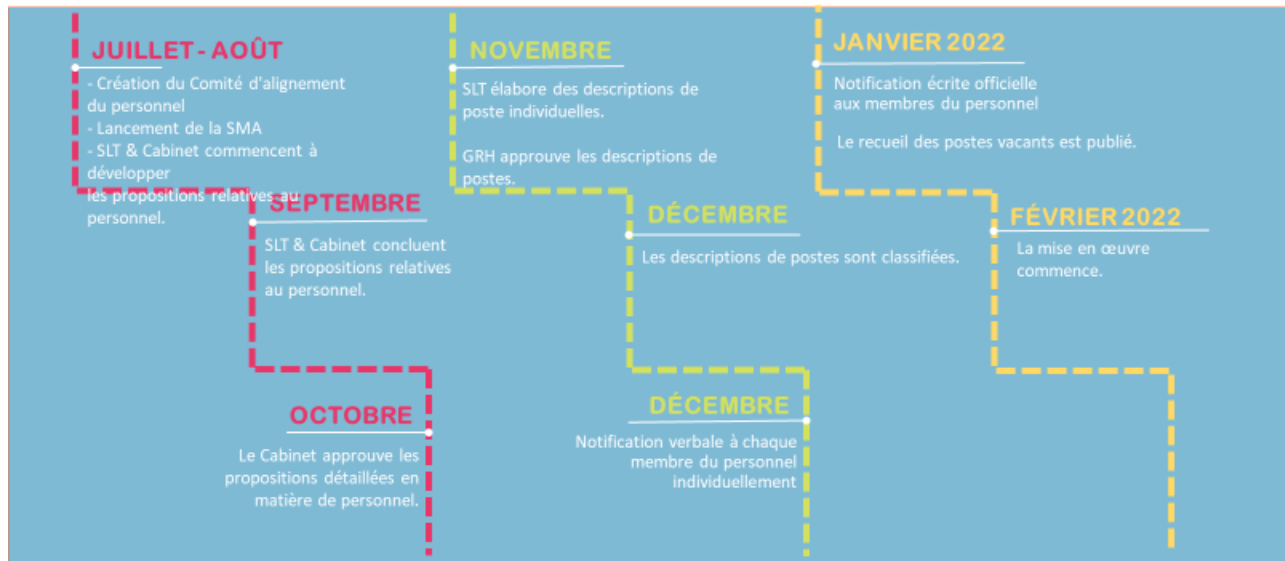 JUILLET - AOÛT
- Création du Comité d'alignement
du personnel
- Lancement de la SMA
- SLT & Cabinet commencent à
développer
les propositions relatives au
personnel.
SEPTEMBRE
SLT & Cabinet concluent
les propositions relatives
au personnel.
OCTOBRE
Le Cabinet approuve les
propositions détaillées en
matière de personnel.
NOVEMBRE
SLT élabore des descriptions de
poste individuelles.
GRH approuve les descriptions de
postes.
DÉCEMBRE
Les descriptions de postes sont classifiées.
DÉCEMBRE
Notification verbale à chaque
membre du personnel
individuellement
JANVIER 2022
Notification écrite officielle
aux membres du personnel
Le recueil des postes vacants est publié.
FÉVRIER 2022
La mise en œuvre
commence.